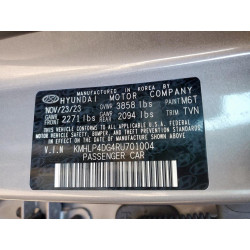 MANUFACTURED IN KOREA BY
HYUNDAI MOTOR COMPANY
NOV/23/23 GVWR 3858 lbs PAINT M6T
GAWR FRONT 2271 lbs GAWR REAR 2094 lbs TRIM TVN
THIS VEHICLE CONFORMS TO ALL APPLICABLE
U.S. FEDERAL MOTOR VEHICLE SAFETY, BUMPER,
AND THEFT PREVENTION STANDARDS IN EFFECT
ON THE DATE OF MANUFACTURE SHOWN ABOVE.
V.I.N KMHLP4DG4RU701004
PASSENGER CAR